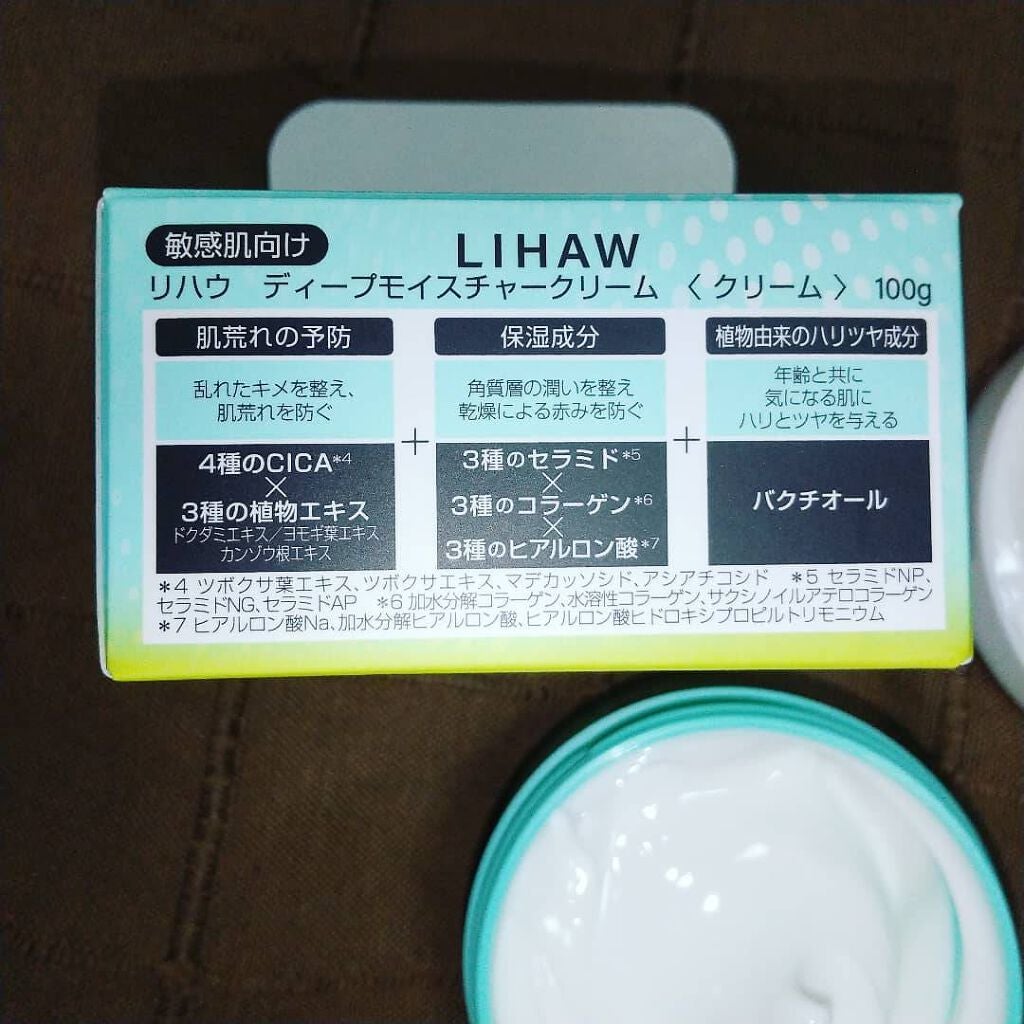 敏感肌向け
LIHAW
リハウ ディープモイスチャークリーム 〈クリーム〉 100g
肌荒れの予防
乱れたキメを整え、
肌荒れを防ぐ
4種のCICA*4
×
3種の植物エキス
ドクダミエキス/ヨモギ葉エキス
カンゾウ根エキス
+
保湿成分
角質層の潤いを整え
乾燥による赤みを防ぐ
3種のセラミド*5
×
3種のコラーゲン*6
×
3種のヒアルロン酸*7
+
植物由来のハリツヤ成分
年齢と共に
気になる肌に
ハリとツヤを与える
バクチオール
*4 ツボクサ葉エキス、ツボクサエキス、マデカッソシド、アシアチコシド *5 セラミドNP、
セラミドNG、セラミドAP *6 加水分解コラーゲン、水溶性コラーゲン、サクシノイルアテロコラーゲン
*7 ヒアルロン酸Na、加水分解ヒアルロン酸、ヒアルロン酸ヒドロキシプロピルトリモニウム